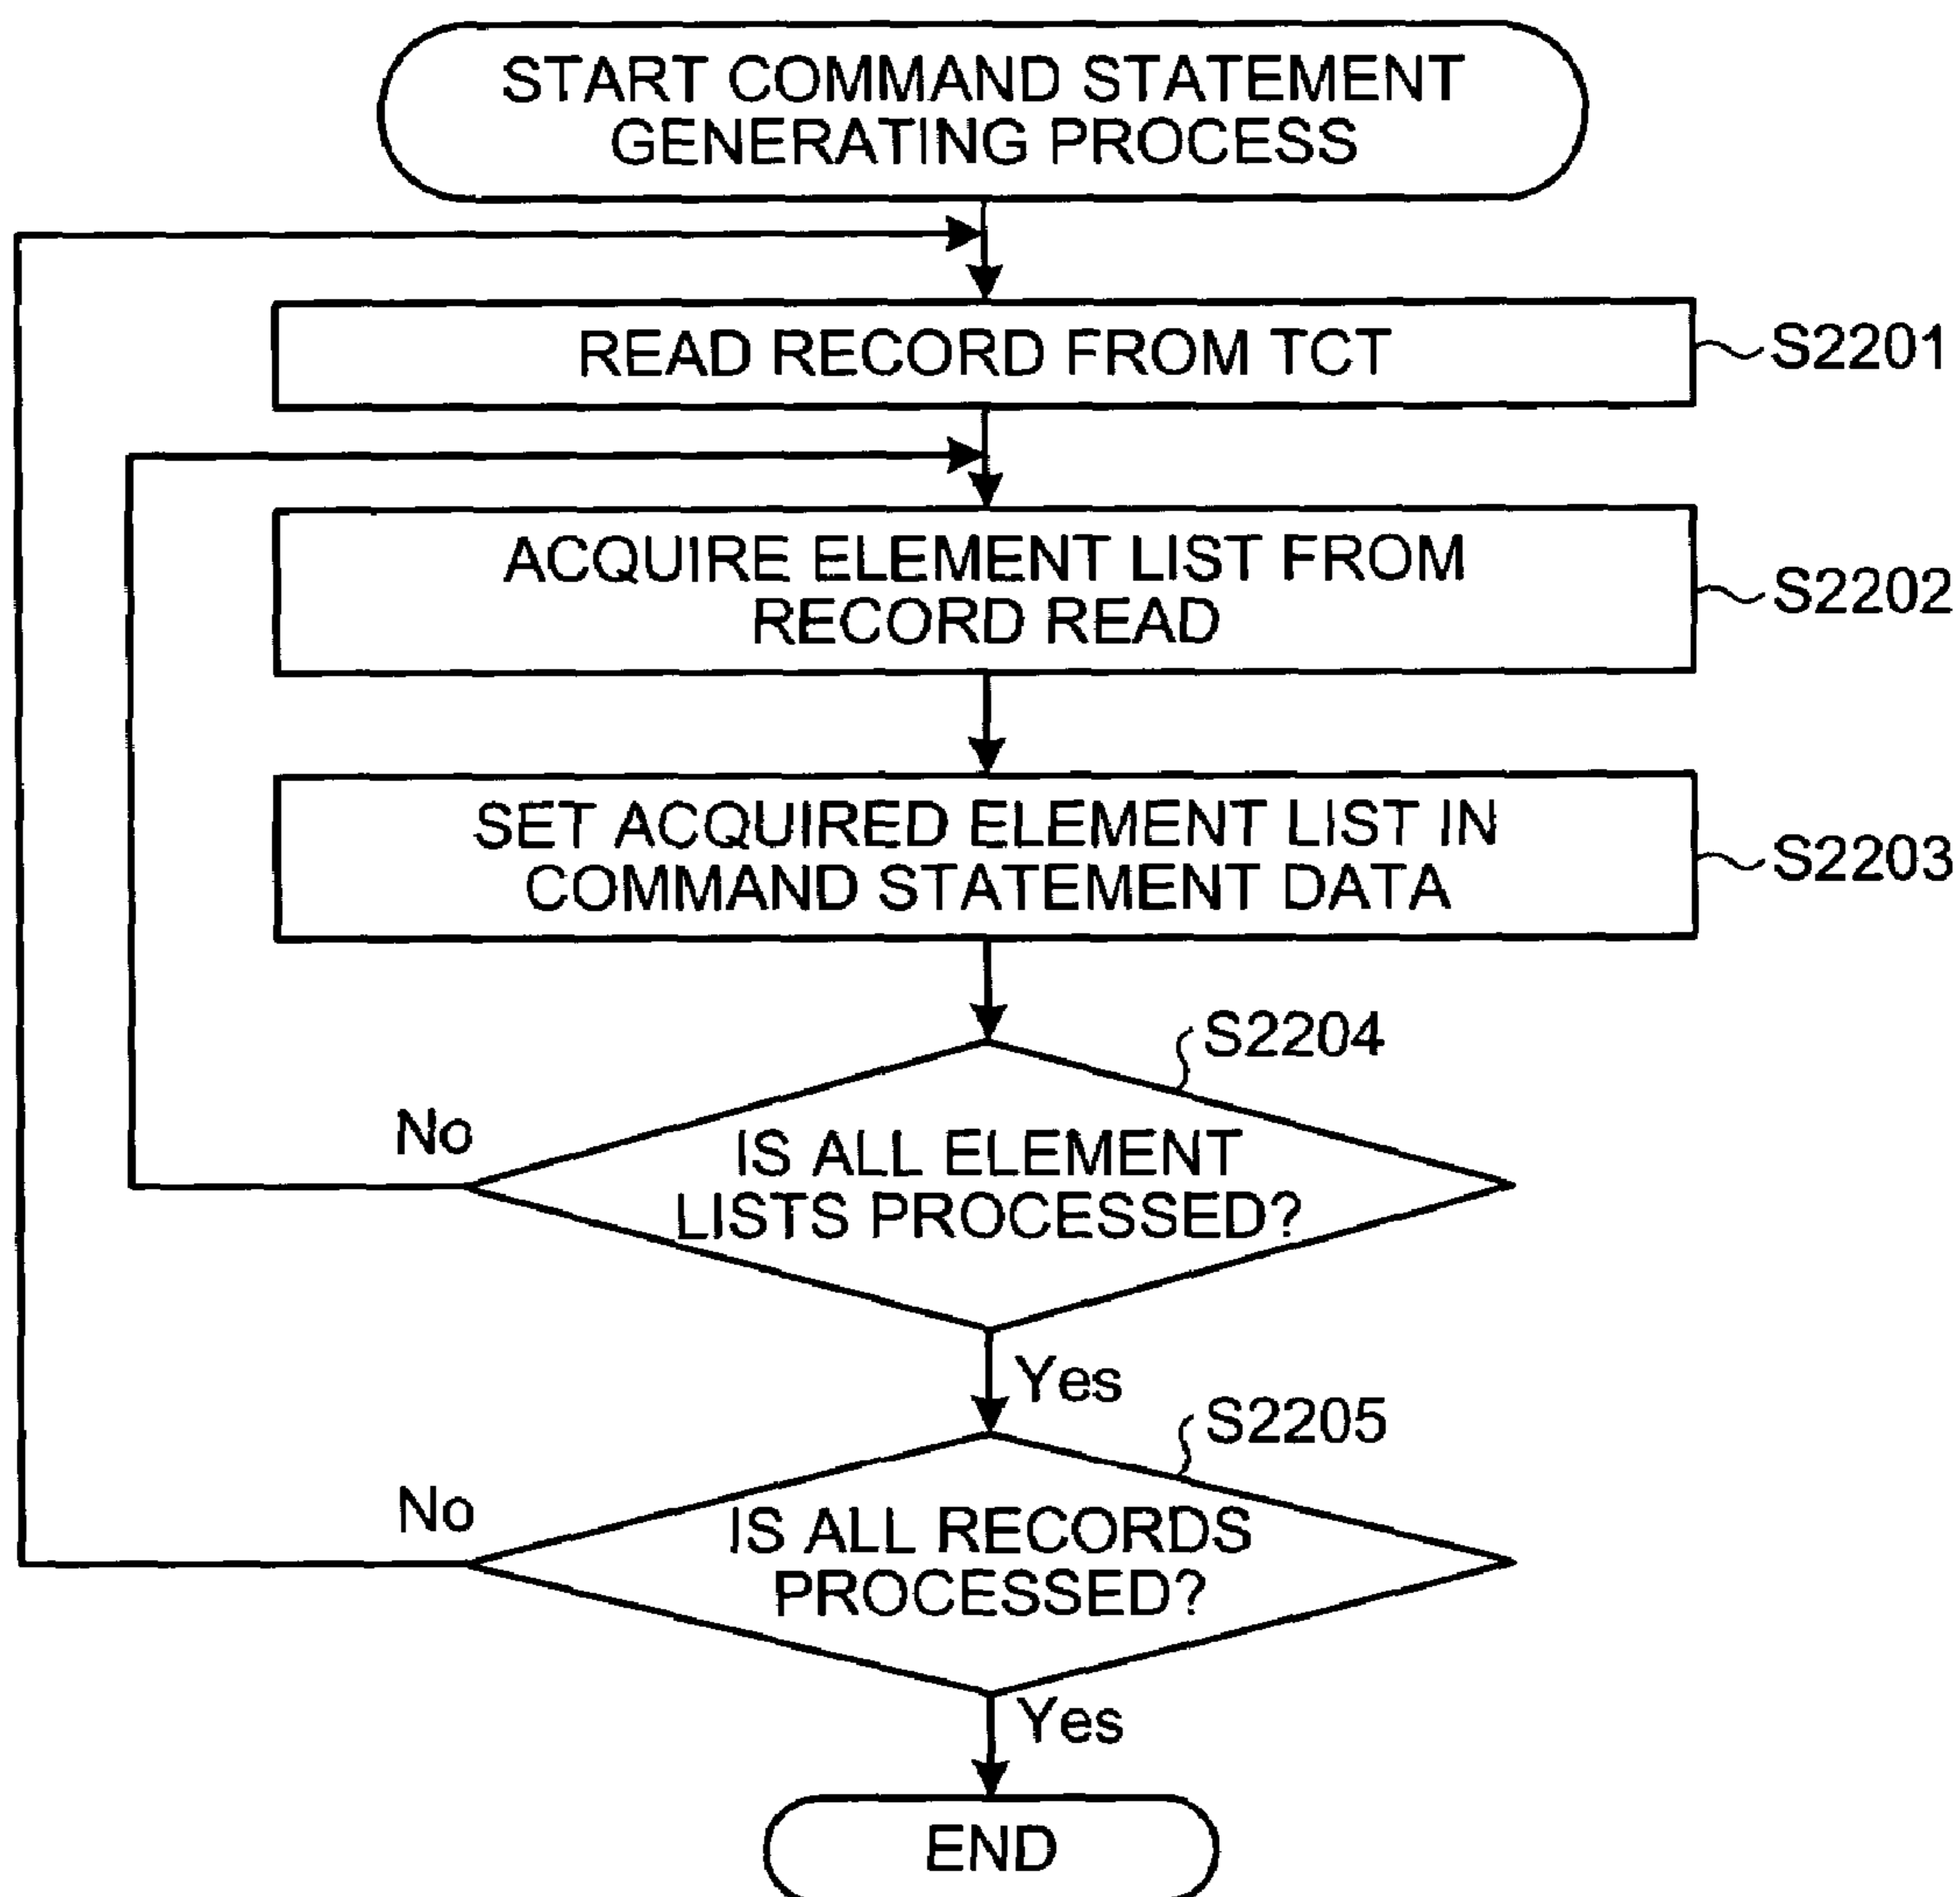 START COMMAND STATEMENT
GENERATING PROCESS
READ RECORD FROM TCT
S2201
ACQUIRE ELEMENT LIST FROM
RECORD READ
S2202
SET ACQUIRED ELEMENT LIST IN
COMMAND STATEMENT DATA
S2203
S2204
No
IS ALL ELEMENT
LISTS PROCESSED?
Yes
S2205
No
IS ALL RECORDS
PROCESSED?
Yes
END